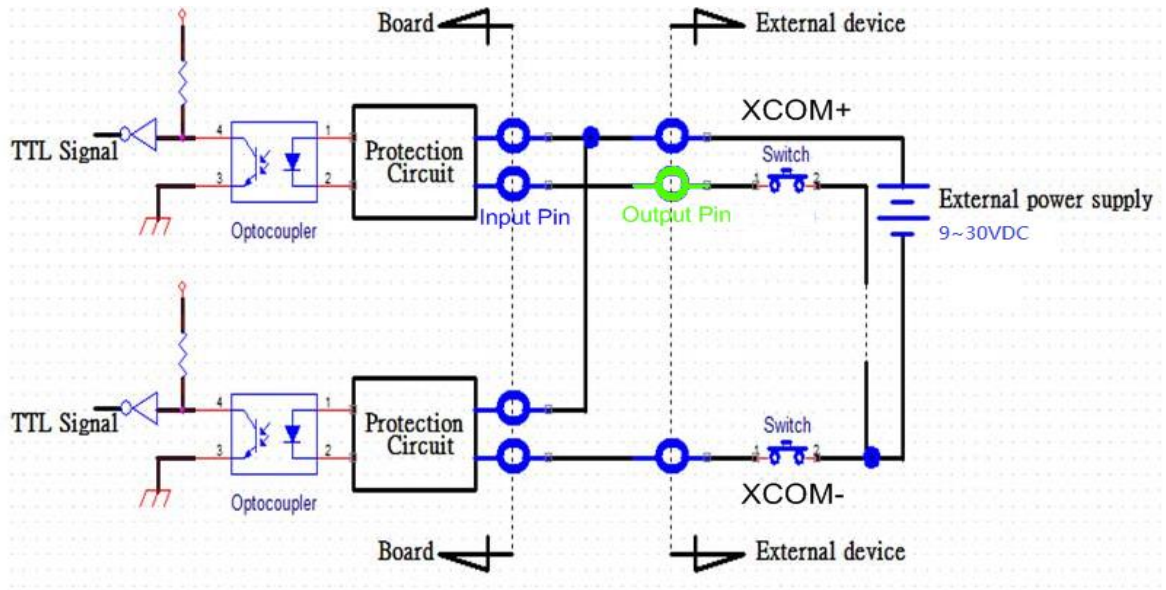 Board
External device
XCOM+
4
1
TTL Signal
Protection
Circuit
Switch
1
2
3
2
Input Pin
Output Pin
External power supply
9~30VDC
Optocoupler
4
1
TTL Signal
Protection
Circuit
Switch
1
2
3
2
XCOM-
Optocoupler
Board
External device